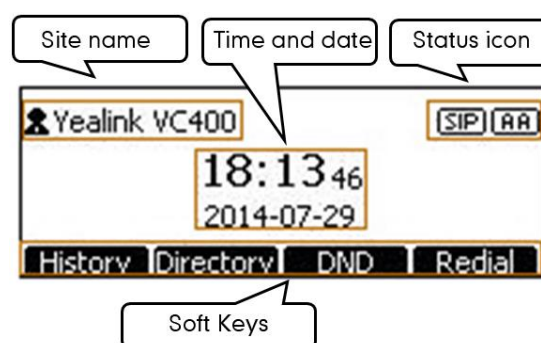 Site name
Time and date
Status icon
Yealink VC400
SIP AA
18:13 46
2014-07-29
History Directory DND Redial
Soft Keys